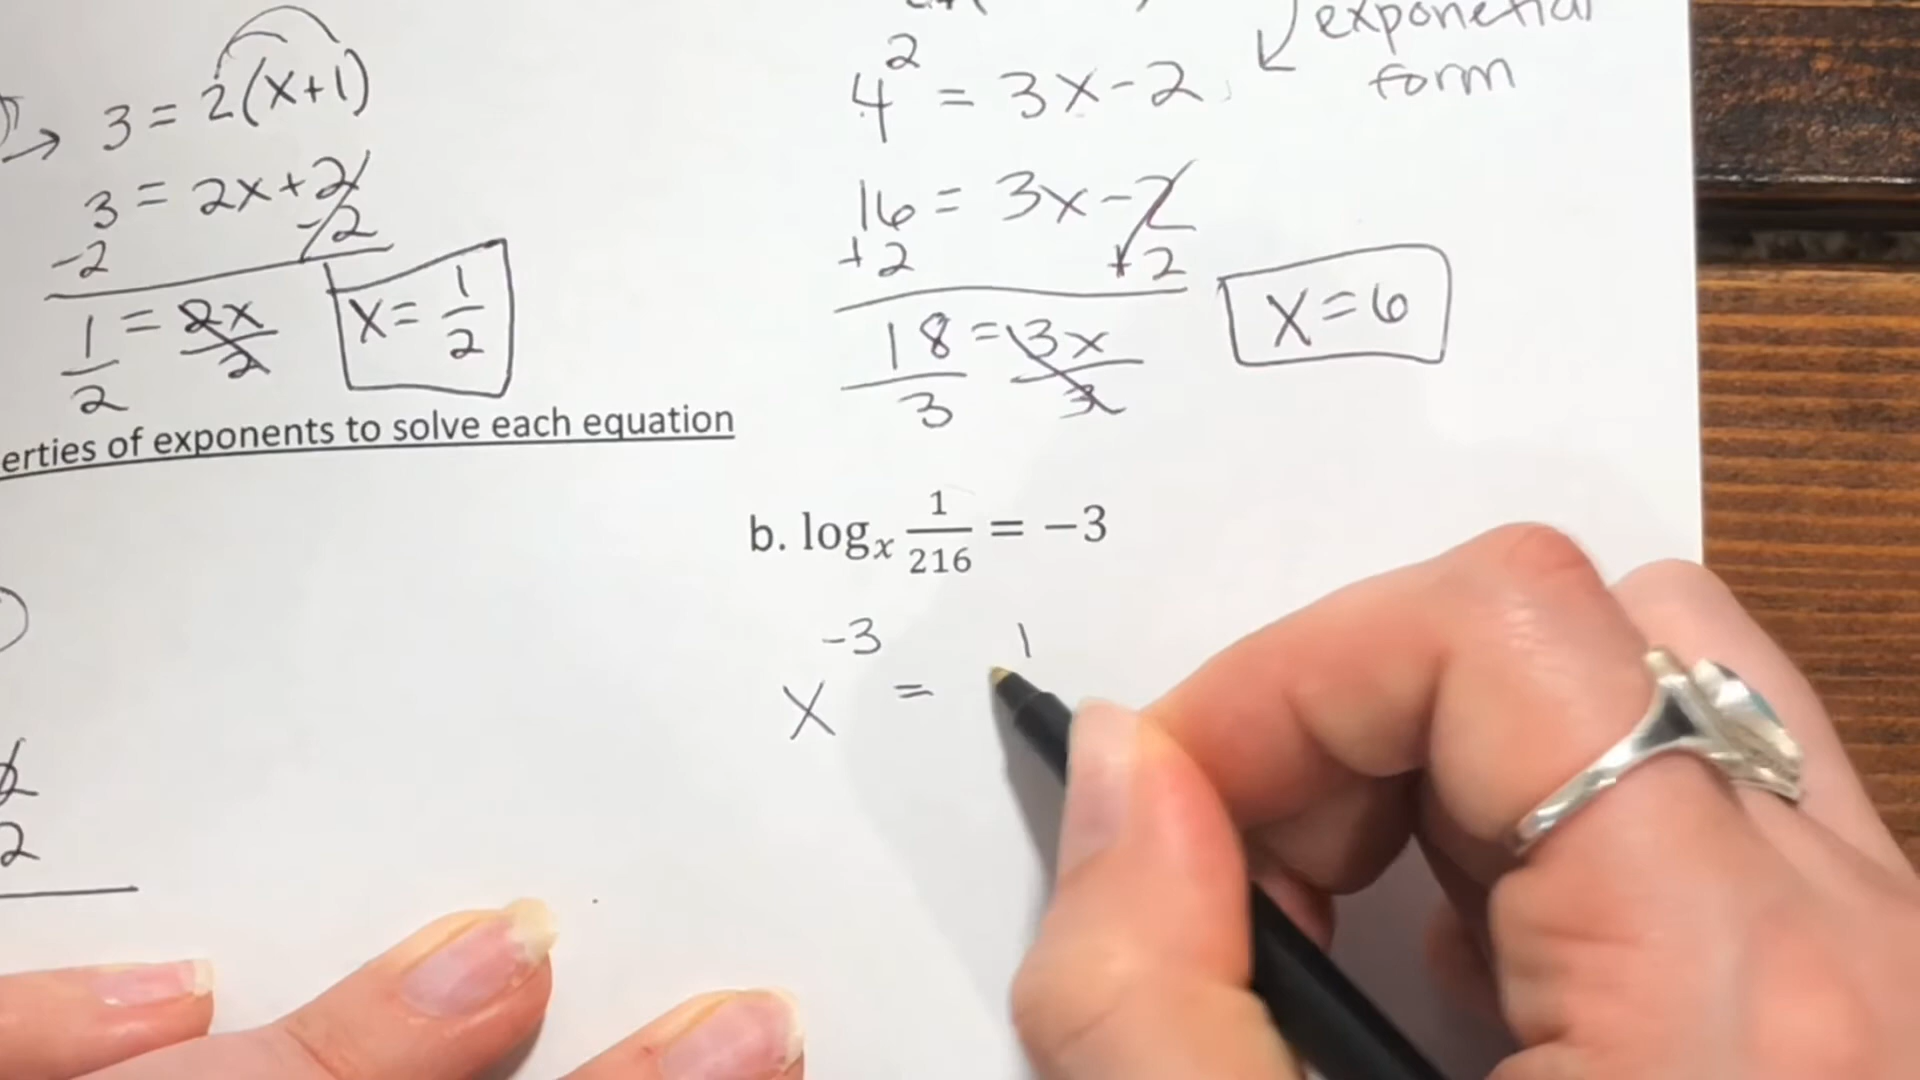 3 = 2(x+1)
3 = 2x+2
-2 -2
1/2 = 2x/2
x = 1/2
4^2 = 3x-2
exponential
form
16 = 3x-2
+2 +2
18/3 = 3x/3
x = 6
erties of exponents to solve each equation
b. log_x 1/216 = −3
x^-3 = 1
2